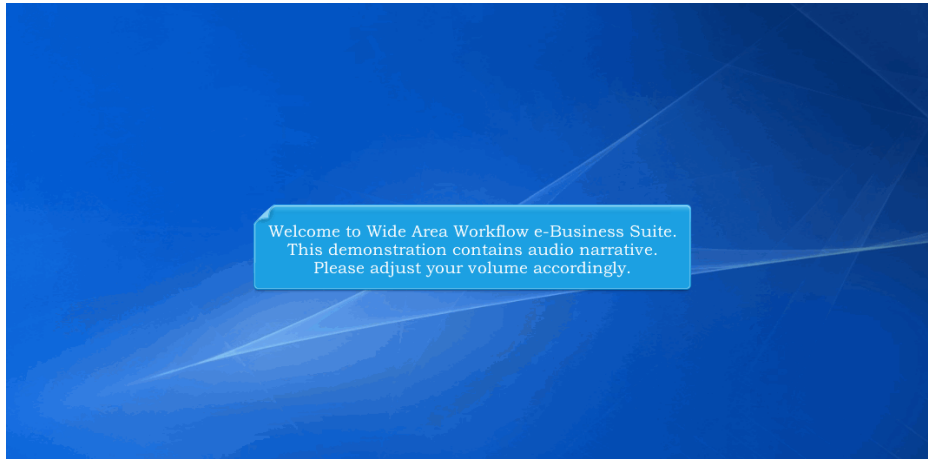 Welcome to Wide Area Workflow e-Business Suite.
This demonstration contains audio narrative.
Please adjust your volume accordingly.